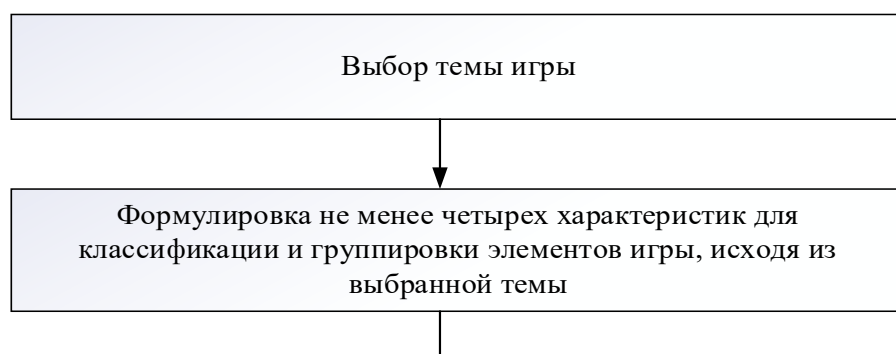 Выбор темы игры
Формулировка не менее четырех характеристик для
классификации и группировки элементов игры, исходя из
выбранной темы